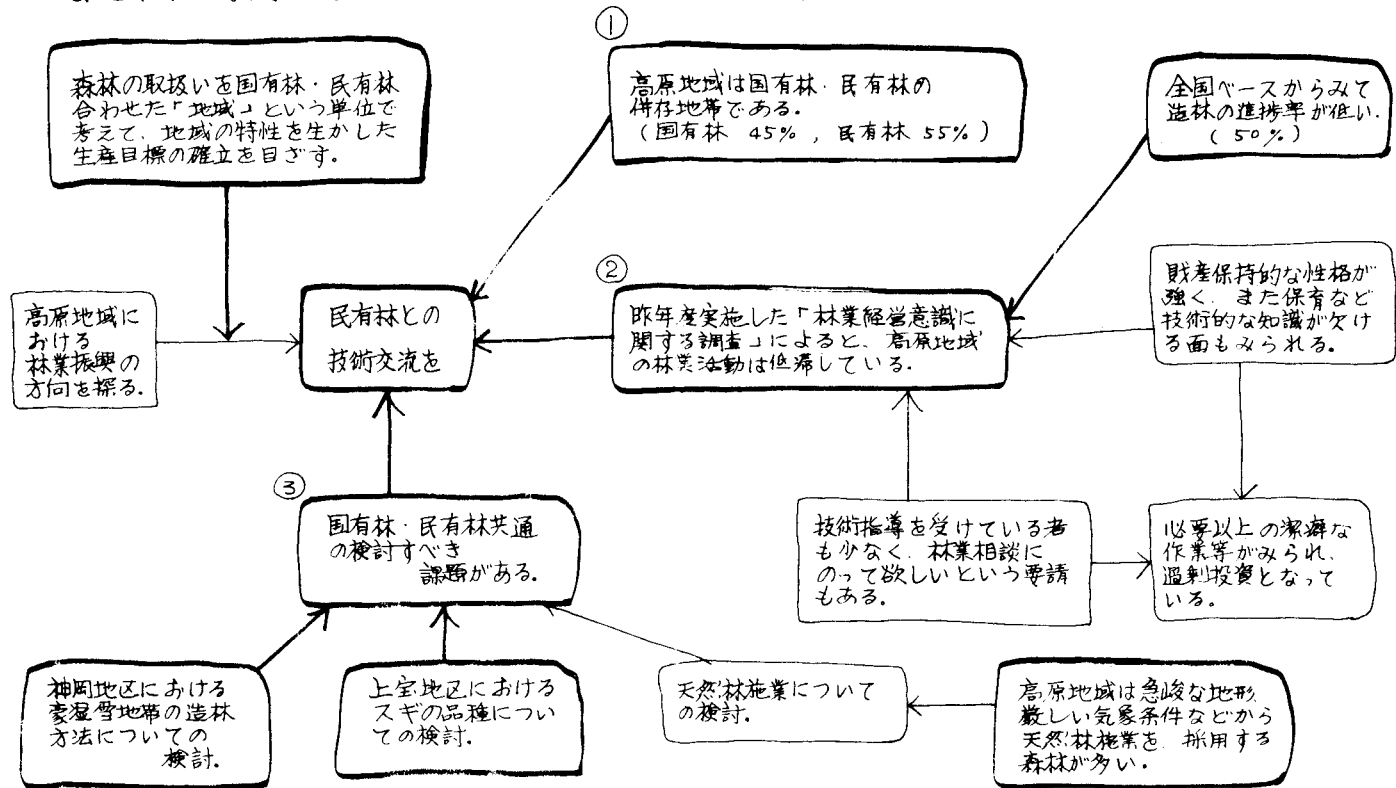 森林の取扱いを国有林・民有林
合わせた「地域」という単位で
考えて、地域の特性を生かした
生産目標の確立を目ざす。
①
高原地域は国有林・民有林の
併存地帯である。
(国有林 45%, 民有林 55%)
全国ベースからみて
造林の進捗率が低い.
(50%)
高原地域に
おける
林業振興の
方向を探る.
民有林との
技術交流を
②
昨年度実施した「林業経営意識に
関する調査」によると、高原地域
の林業活動は低滞している.
財産保持的な性格が
強く、また保育など
技術的な知識が欠け
る面もみられる.
③
国有林・民有林共通
の検討すべき
課題がある.
技術指導を受けている者
も少なく、林業相談に
のって欲しいという要請
もある.
必要以上の潔癖な
作業等がみられ、
過剰投資となって
いる.
神岡地区における
豪湿雪地帯の造林
方法についての
検討.
上宝地区における
スギの品種につい
ての検討.
天然林施業について
の検討.
高原地域は急峻な地形
厳しい気象条件などから
天然林施業を、採用する
森林が多い.